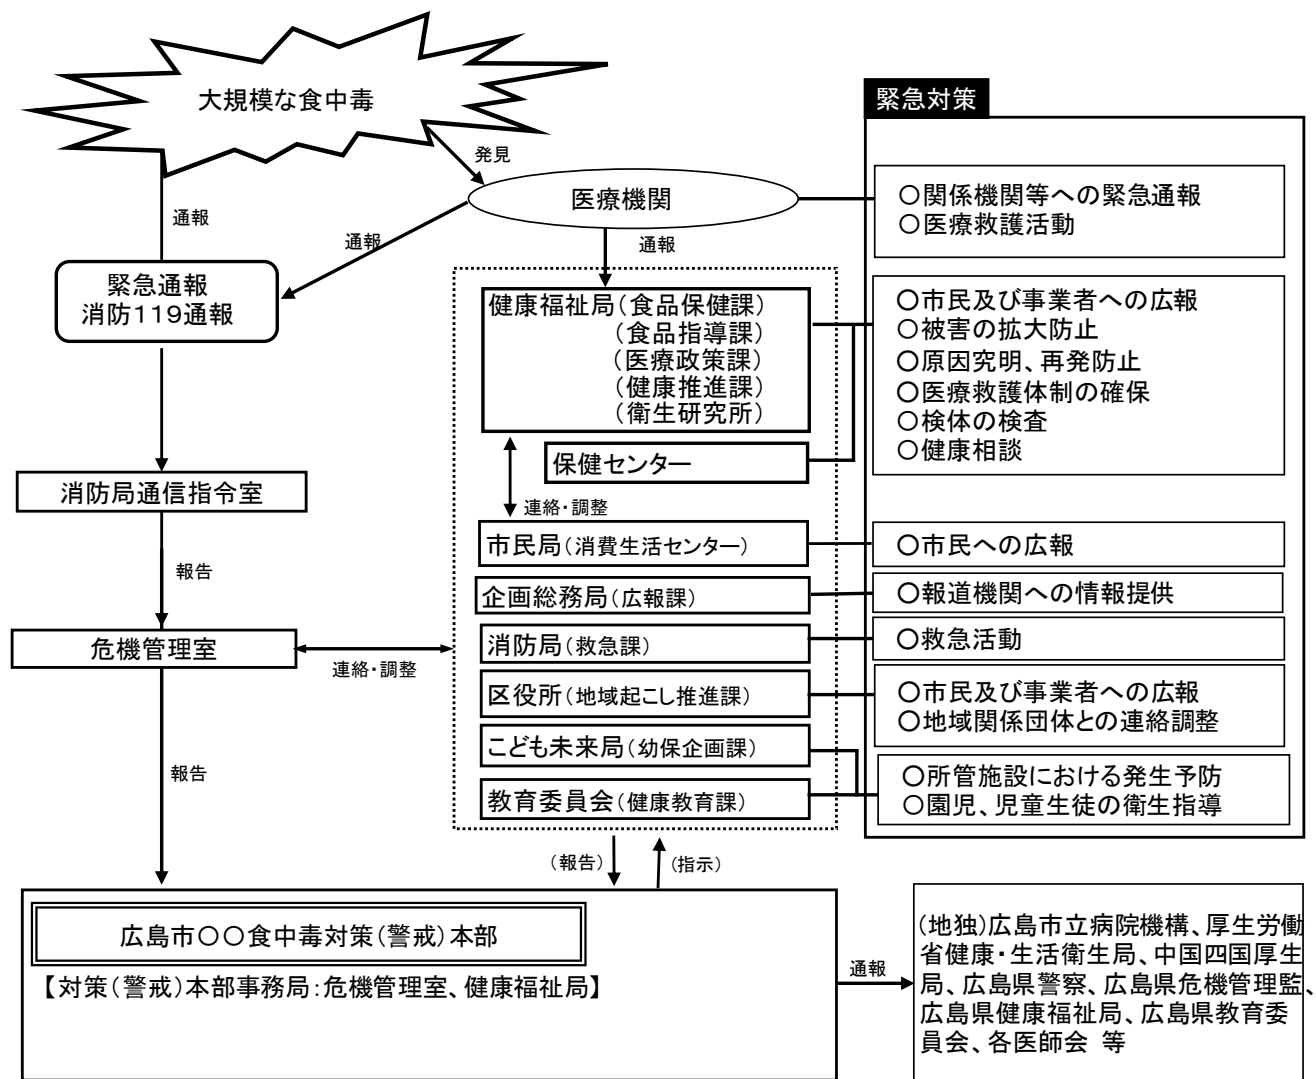 大規模な食中毒
発見
通報
医療機関
通報
通報
緊急通報
消防119通報
消防局通信指令室
報告
危機管理室
連絡・調整
報告
健康福祉局(食品保健課)
(食品指導課)
(医療政策課)
(健康推進課)
(衛生研究所)
保健センター
連絡・調整
市民局(消費生活センター)
企画総務局(広報課)
消防局(救急課)
区役所(地域起こし推進課)
こども未来局(幼保企画課)
教育委員会(健康教育課)
緊急対策
○関係機関等への緊急通報
○医療救護活動
○市民及び事業者への広報
○被害の拡大防止
○原因究明、再発防止
○医療救護体制の確保
○検体の検査
○健康相談
○市民への広報
○報道機関への情報提供
○救急活動
○市民及び事業者への広報
○地域関係団体との連絡調整
○所管施設における発生予防
○園児、児童生徒の衛生指導
(報告)
(指示)
広島市○○食中毒対策(警戒)本部
【対策(警戒)本部事務局:危機管理室、健康福祉局】
通報
(地独)広島市立病院機構、厚生労働
省健康・生活衛生局、中国四国厚生
局、広島県警察、広島県危機管理監、
広島県健康福祉局、広島県教育委
員会、各医師会 等